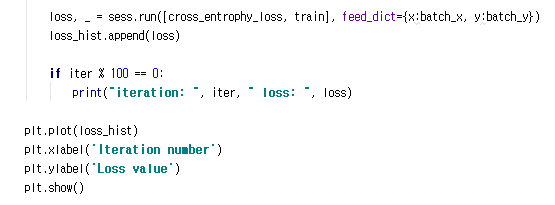 loss, _ = sess.run([cross_entrophy_loss, train], feed_dict={x:batch_x, y:batch_y})
loss_hist.append(loss)
if iter % 100 == 0:
print("iteration: ", iter, " loss: ", loss)
plt.plot(loss_hist)
plt.xlabel('Iteration number')
plt.ylabel('Loss value')
plt.show()